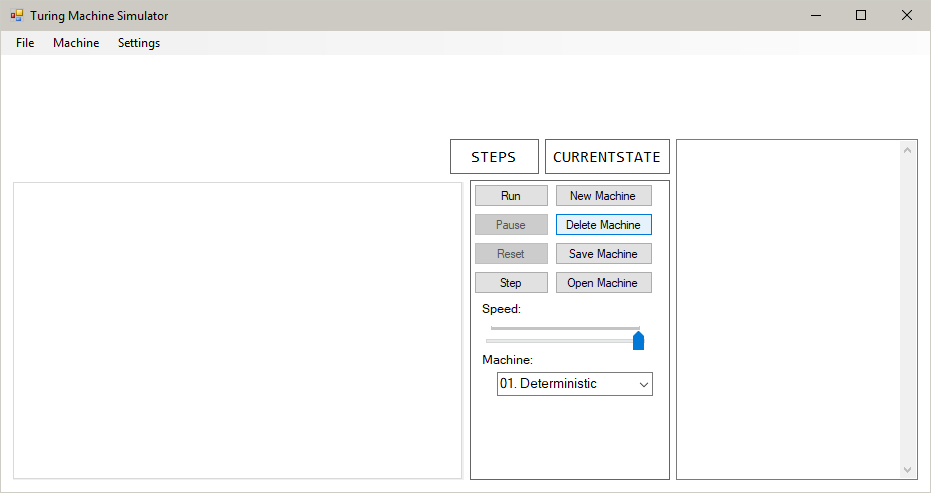 Turing Machine Simulator
File Machine Settings
STEPS CURRENTSTATE
Run New Machine
Pause Delete Machine
Reset Save Machine
Step Open Machine
Speed:
Machine:
01. Deterministic